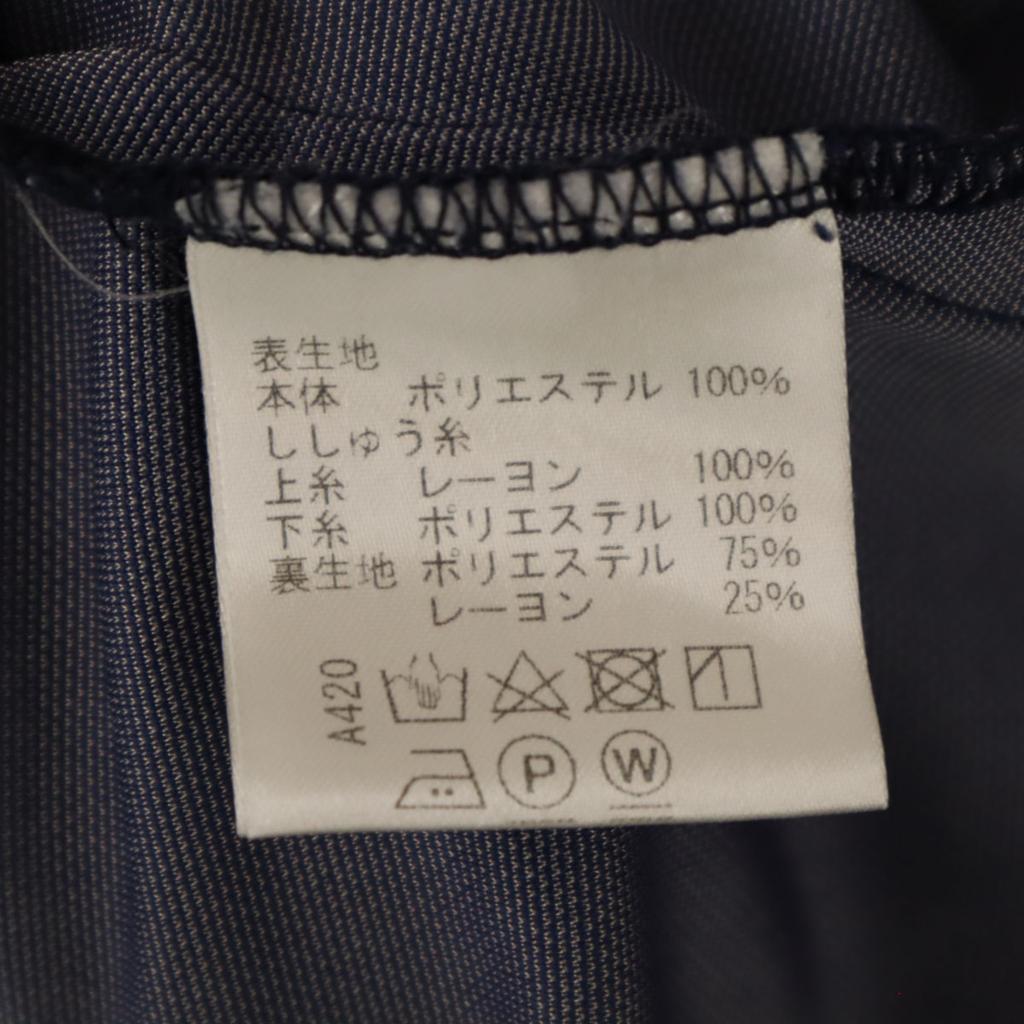 表生地
本体 ポリエステル 100%
ししゅう糸
上糸 レーヨン 100%
下糸 ポリエステル 100%
裏生地 ポリエステル 75%
レーヨン 25%
A420
P W